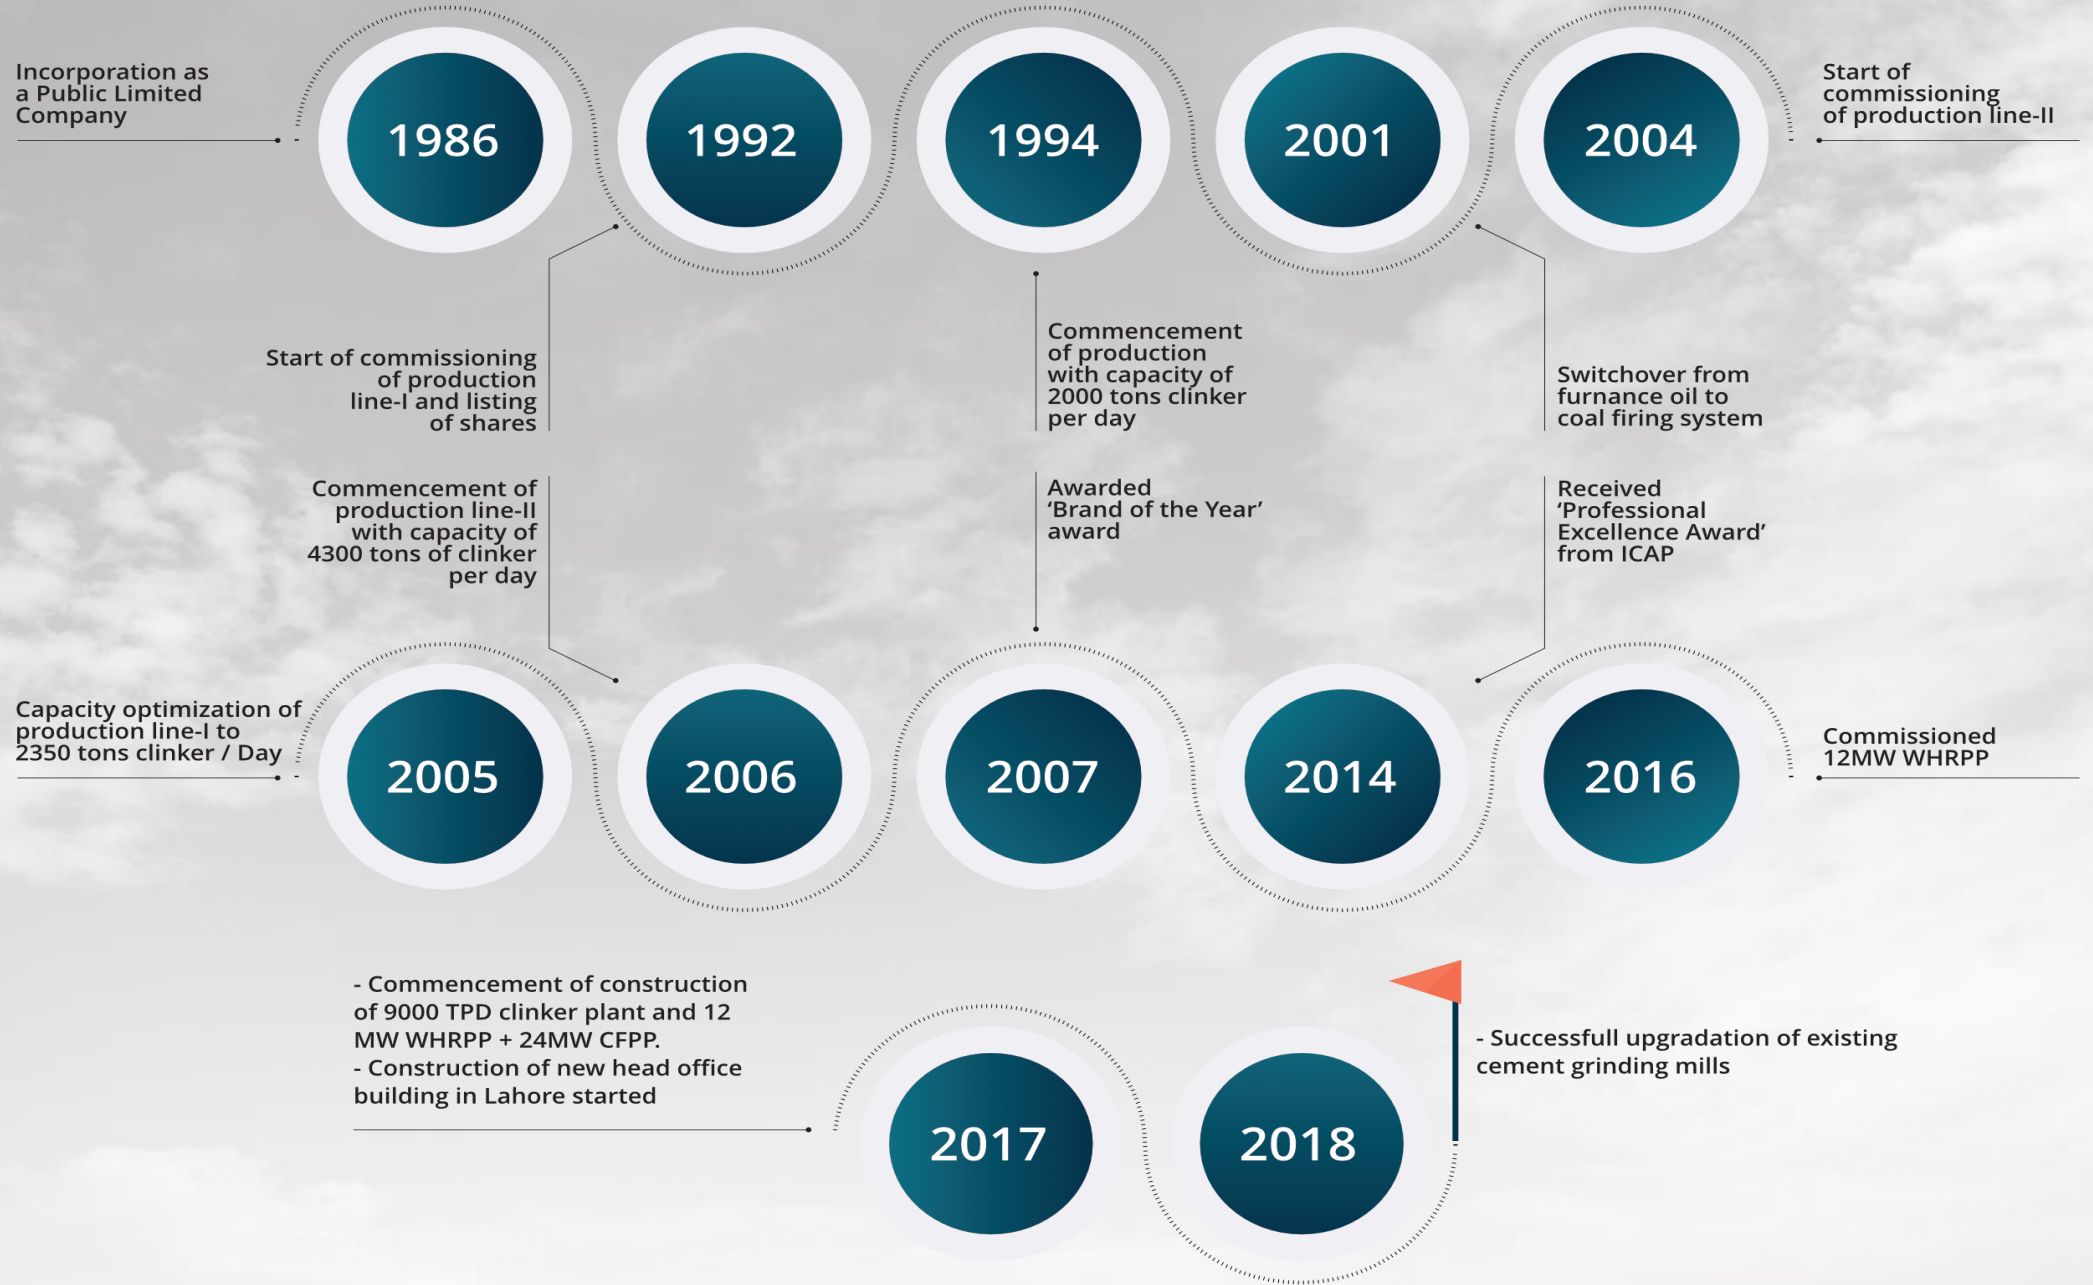 Incorporation as
a Public Limited
Company
1986
1992
1994
2001
2004
Start of
commissioning
of production line-II
Start of commissioning
of production
line-I and listing
of shares
Commencement
of production
with capacity of
2000 tons clinker
per day
Switchover from
furnance oil to
coal firing system
Commencement of
production line-II
with capacity of
4300 tons of clinker
per day
Awarded
‘Brand of the Year’
award
Received
‘Professional
Excellence Award’
from ICAP
Capacity optimization of
production line-I to
2350 tons clinker / Day
2005
2006
2007
2014
2016
Commissioned
12MW WHRPP
- Commencement of construction
of 9000 TPD clinker plant and 12
MW WHRPP + 24MW CFPP.
- Construction of new head office
building in Lahore started
2017
2018
- Successfull upgradation of existing
cement grinding mills